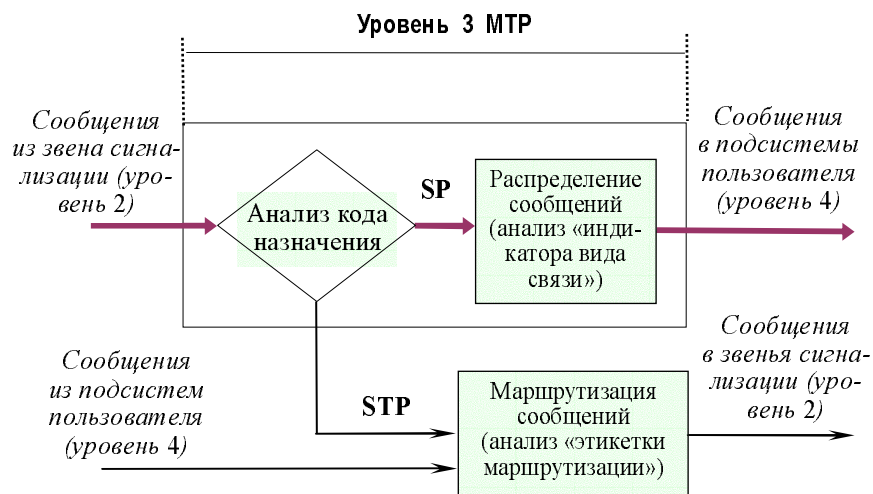 Уровень 3 МТР
Сообщения
из звена сигна-
лизации (уро-
вень 2)
Анализ кода
назначения
SP
Распределение
сообщений
(анализ «инди-
катора вида
связи»)
Сообщения
в подсистемы
пользователя
(уровень 4)
Сообщения
из подсистем
пользователя
(уровень 4)
STP
Маршрутизация
сообщений
(анализ «этикетки
маршрутизации»)
Сообщения
в звенья сигна-
лизации (уро-
вень 2)